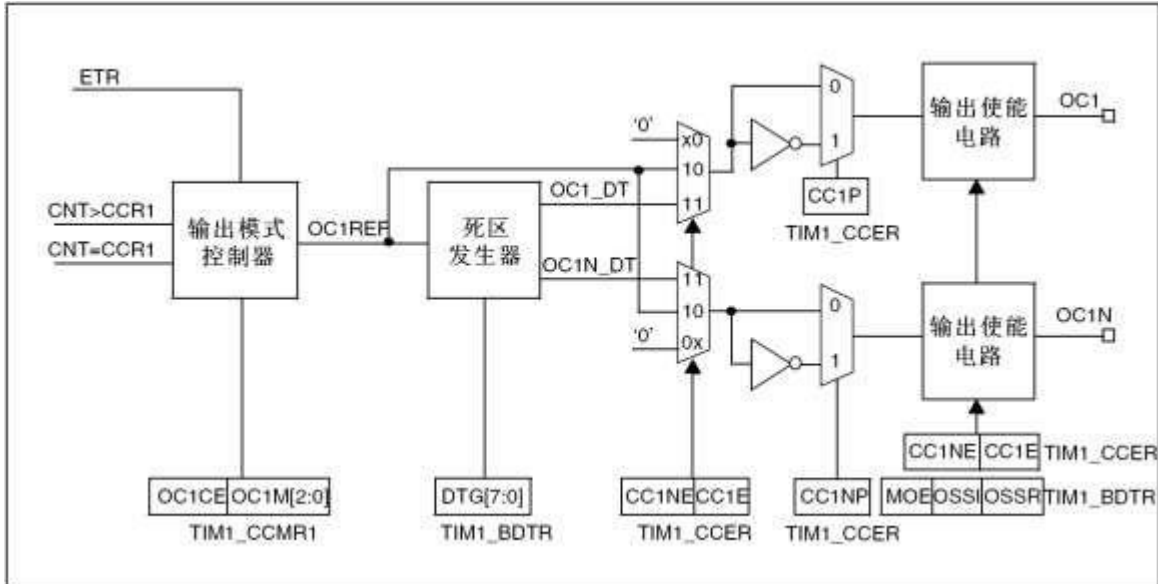 ETR
CNT>CCR1
CNT=CCR1
输出模式
控制器
OC1REF
死区
发生器
OC1_DT
OC1N_DT
'0'
x0
10
11
11
10
'0'
0x
0
1
CC1P
TIM1_CCER
0
1
输出使能
电路
OC1
输出使能
电路
OC1N
OC1CE OC1M[2:0]
TIM1_CCMR1
DTG[7:0]
TIM1_BDTR
CC1NE CC1E
TIM1_CCER
CC1NP
TIM1_CCER
CC1NE CC1E TIM1_CCER
MOE OSSI OSSR TIM1_BDTR